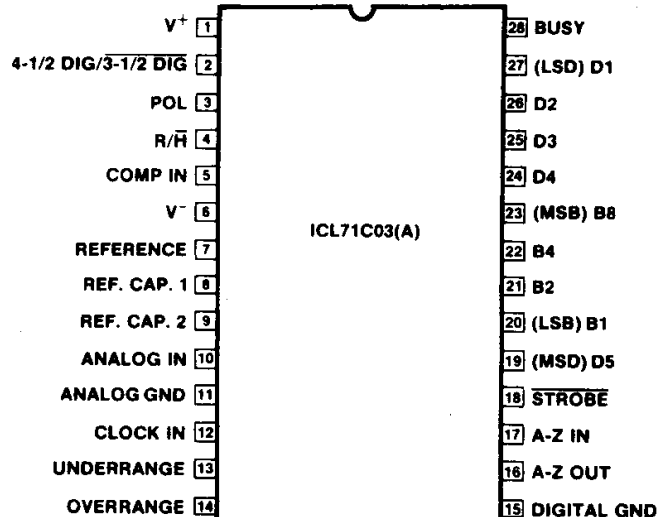 V⁺ 1
4-1/2 DIG/3-1/2 DIG 2
POL 3
R/H̅ 4
COMP IN 5
V⁻ 6
REFERENCE 7
REF. CAP. 1 8
REF. CAP. 2 9
ANALOG IN 10
ANALOG GND 11
CLOCK IN 12
UNDERRANGE 13
OVERRANGE 14
ICL71C03(A)
28 BUSY
27 (LSD) D1
26 D2
25 D3
24 D4
23 (MSB) B8
22 B4
21 B2
20 (LSB) B1
19 (MSD) D5
18 STROBE
17 A-Z IN
16 A-Z OUT
15 DIGITAL GND